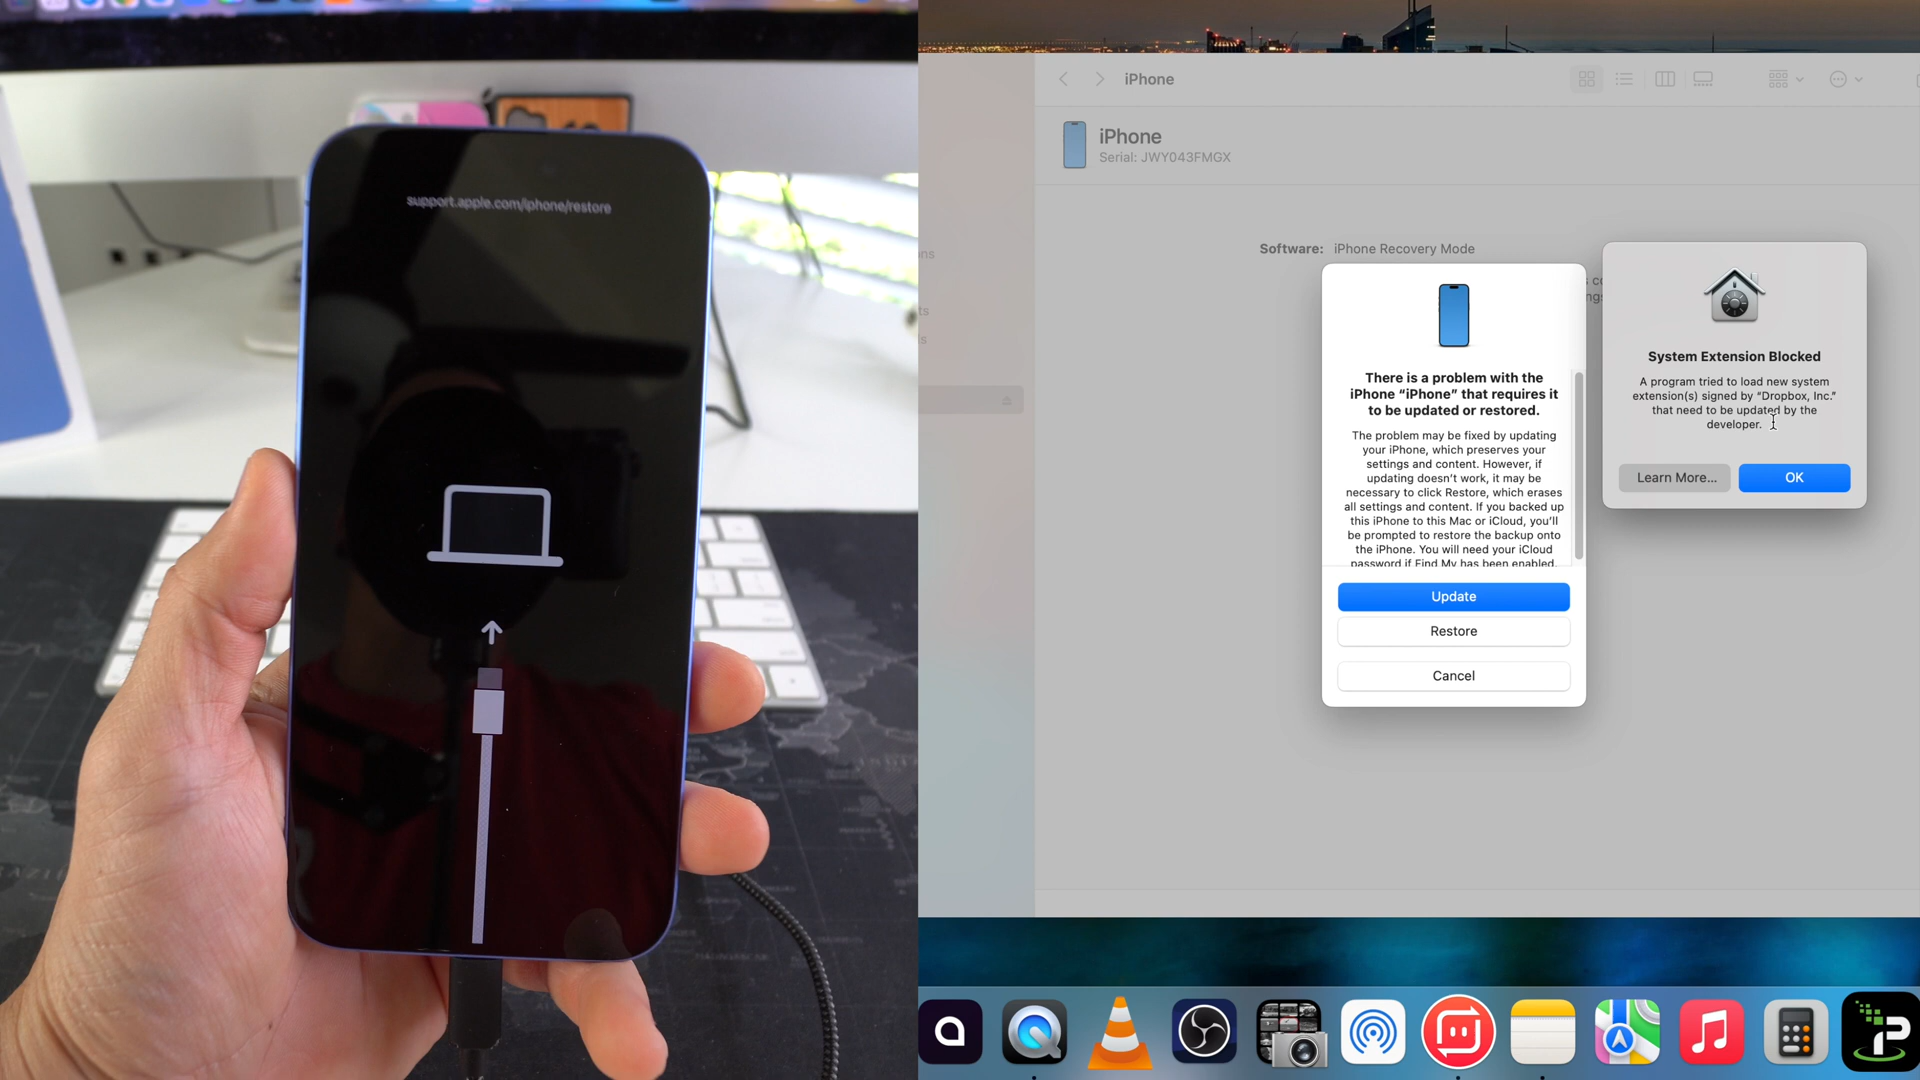 support.apple.com/iphone/restore
iPhone
iPhone
Serial: JWY043FMGX
Software: iPhone Recovery Mode
There is a problem with the
iPhone “iPhone” that requires it
to be updated or restored.
The problem may be fixed by updating
your iPhone, which preserves your
settings and content. However, if
updating doesn’t work, it may be
necessary to click Restore, which erases
all settings and content. If you backed up
this iPhone to this Mac or iCloud, you’ll
be prompted to restore the backup onto
the iPhone. You will need your iCloud
password if Find My has been enabled.
Update
Restore
Cancel
System Extension Blocked
A program tried to load new system
extension(s) signed by “Dropbox, Inc.”
that need to be updated by the
developer.
Learn More...
OK